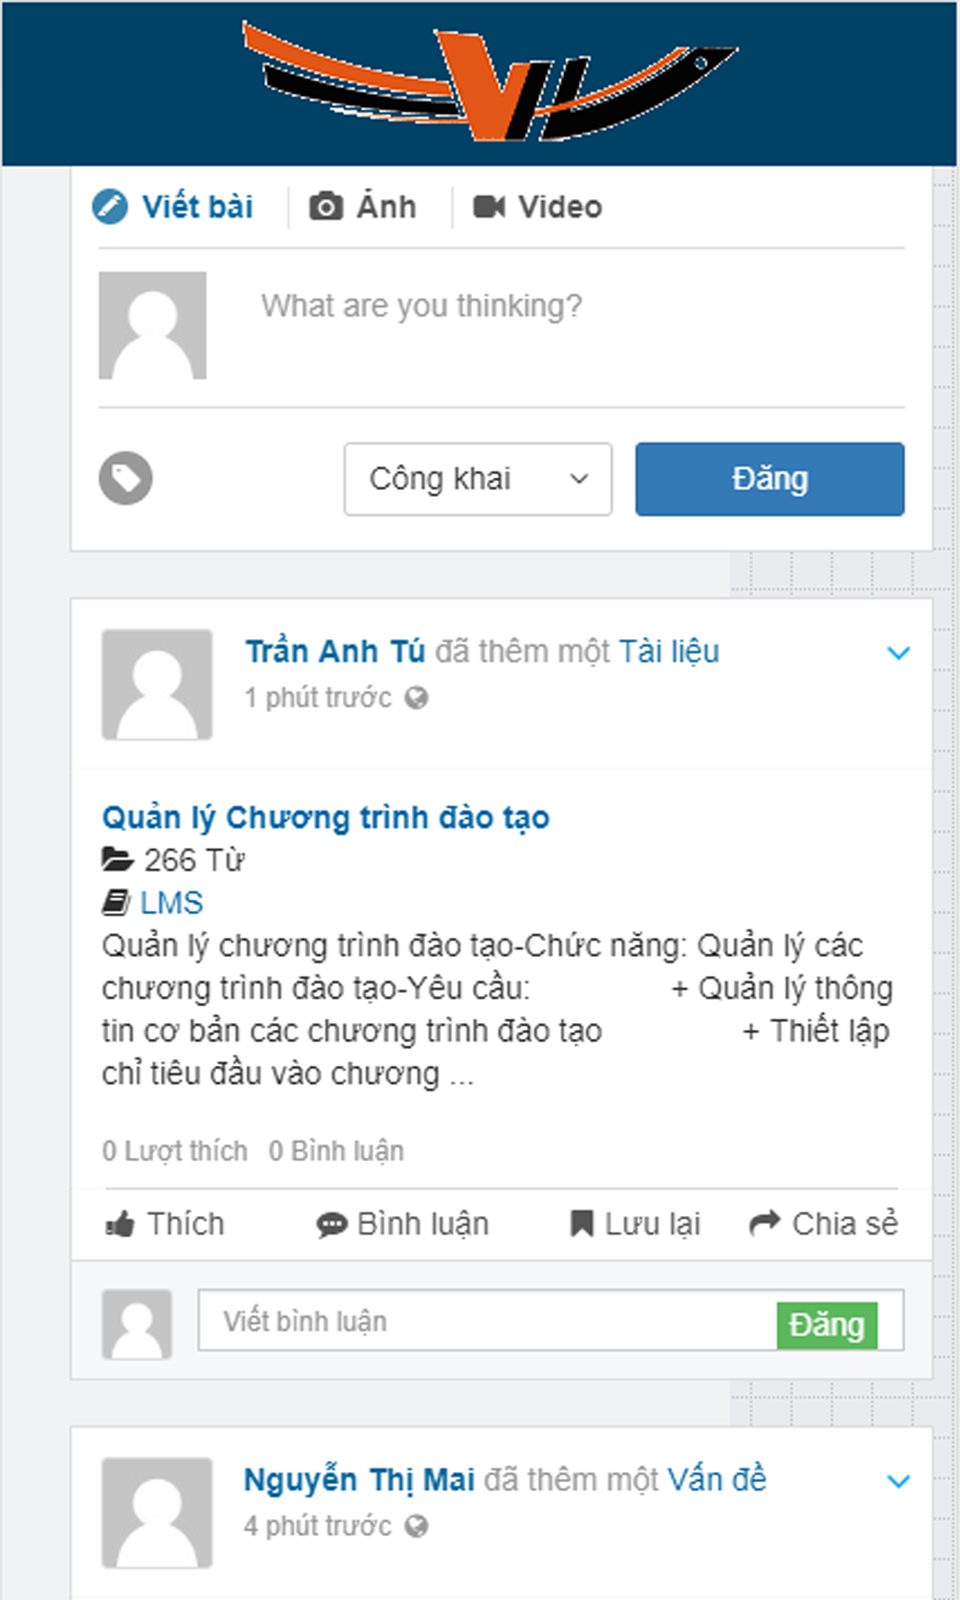 VH
Viết bài Ảnh Video
What are you thinking?
Công khai Đăng
Trần Anh Tú đã thêm một Tài liệu
1 phút trước
Quản lý Chương trình đào tạo
266 Từ
LMS
Quản lý chương trình đào tạo-Chức năng: Quản lý các
chương trình đào tạo-Yêu cầu: + Quản lý thông
tin cơ bản các chương trình đào tạo + Thiết lập
chỉ tiêu đầu vào chương ...
0 Lượt thích 0 Bình luận
Thích Bình luận Lưu lại Chia sẻ
Viết bình luận Đăng
Nguyễn Thị Mai đã thêm một Vấn đề
4 phút trước